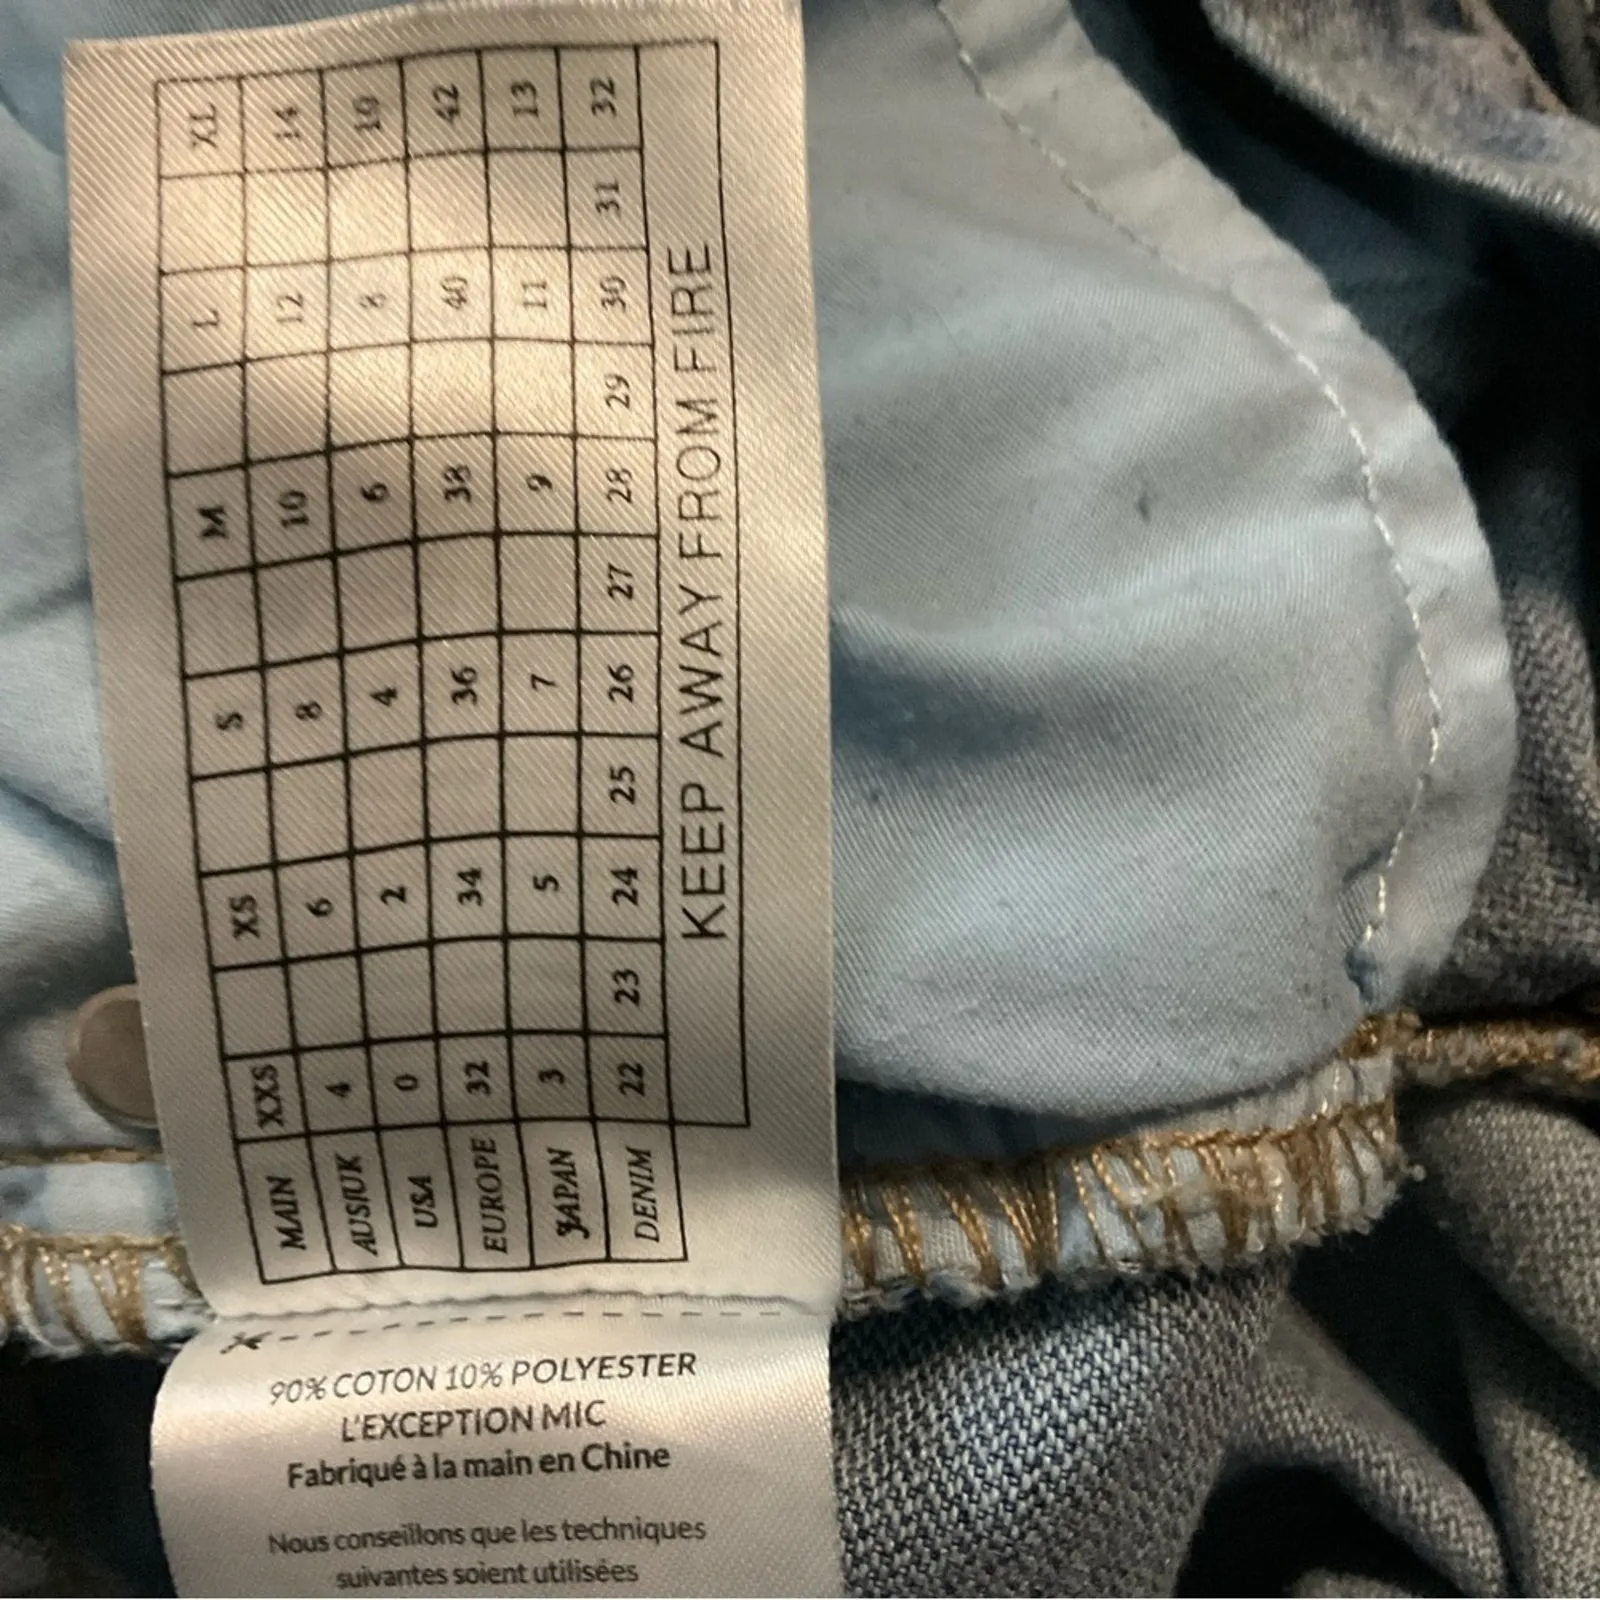 MAIN XXS XS S M L XL
AUS/UK 4 6 8 10 12 14
USA 0 2 4 6 8 10
EUROPE 32 34 36 38 40 42
JAPAN 3 5 7 9 11 13
DENIM 22 23 24 25 26 27 28 29 30 31 32
KEEP AWAY FROM FIRE
90% COTON 10% POLYESTER
L'EXCEPTION MIC
Fabriqué à la main en Chine
Nous conseillons que les techniques
suivantes soient utilisées